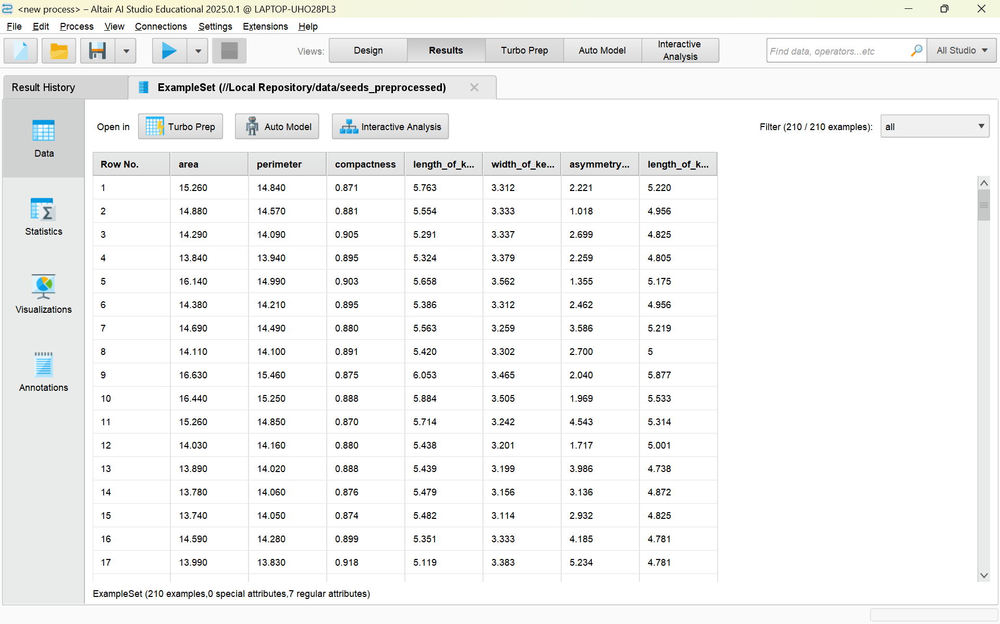 <new process> – Altair AI Studio Educational 2025.0.1 @ LAPTOP-UHO28PL3
File Edit Process View Connections Settings Extensions Help
Views: Design Results Turbo Prep Auto Model Interactive Analysis Find data, operators...etc All Studio
Result History ExampleSet (//Local Repository/data/seeds_preprocessed)
Data
Statistics
Visualizations
Annotations
Open in Turbo Prep Auto Model Interactive Analysis Filter (210 / 210 examples): all
Row No. area perimeter compactness length_of_k... width_of_ke... asymmetry... length_of_k...
1 15.260 14.840 0.871 5.763 3.312 2.221 5.220
2 14.880 14.570 0.881 5.554 3.333 1.018 4.956
3 14.290 14.090 0.905 5.291 3.337 2.699 4.825
4 13.840 13.940 0.895 5.324 3.379 2.259 4.805
5 16.140 14.990 0.903 5.658 3.562 1.355 5.175
6 14.380 14.210 0.895 5.386 3.312 2.462 4.956
7 14.690 14.490 0.880 5.563 3.259 3.586 5.219
8 14.110 14.100 0.891 5.420 3.302 2.700 5
9 16.630 15.460 0.875 6.053 3.465 2.040 5.877
10 16.440 15.250 0.888 5.884 3.505 1.969 5.533
11 15.260 14.850 0.870 5.714 3.242 4.543 5.314
12 14.030 14.160 0.880 5.438 3.201 1.717 5.001
13 13.890 14.020 0.888 5.439 3.199 3.986 4.738
14 13.780 14.060 0.876 5.479 3.156 3.136 4.872
15 13.740 14.050 0.874 5.482 3.114 2.932 4.825
16 14.590 14.280 0.899 5.351 3.333 4.185 4.781
17 13.990 13.830 0.918 5.119 3.383 5.234 4.781
ExampleSet (210 examples,0 special attributes,7 regular attributes)